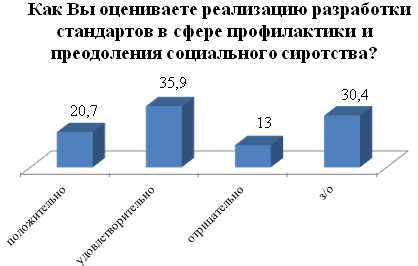 Как Вы оцениваете реализацию разработки
стандартов в сфере профилактики и
преодоления социального сиротства?
20,7
35,9
13
30,4
положительно
удовлетворительно
отрицательно
з/о